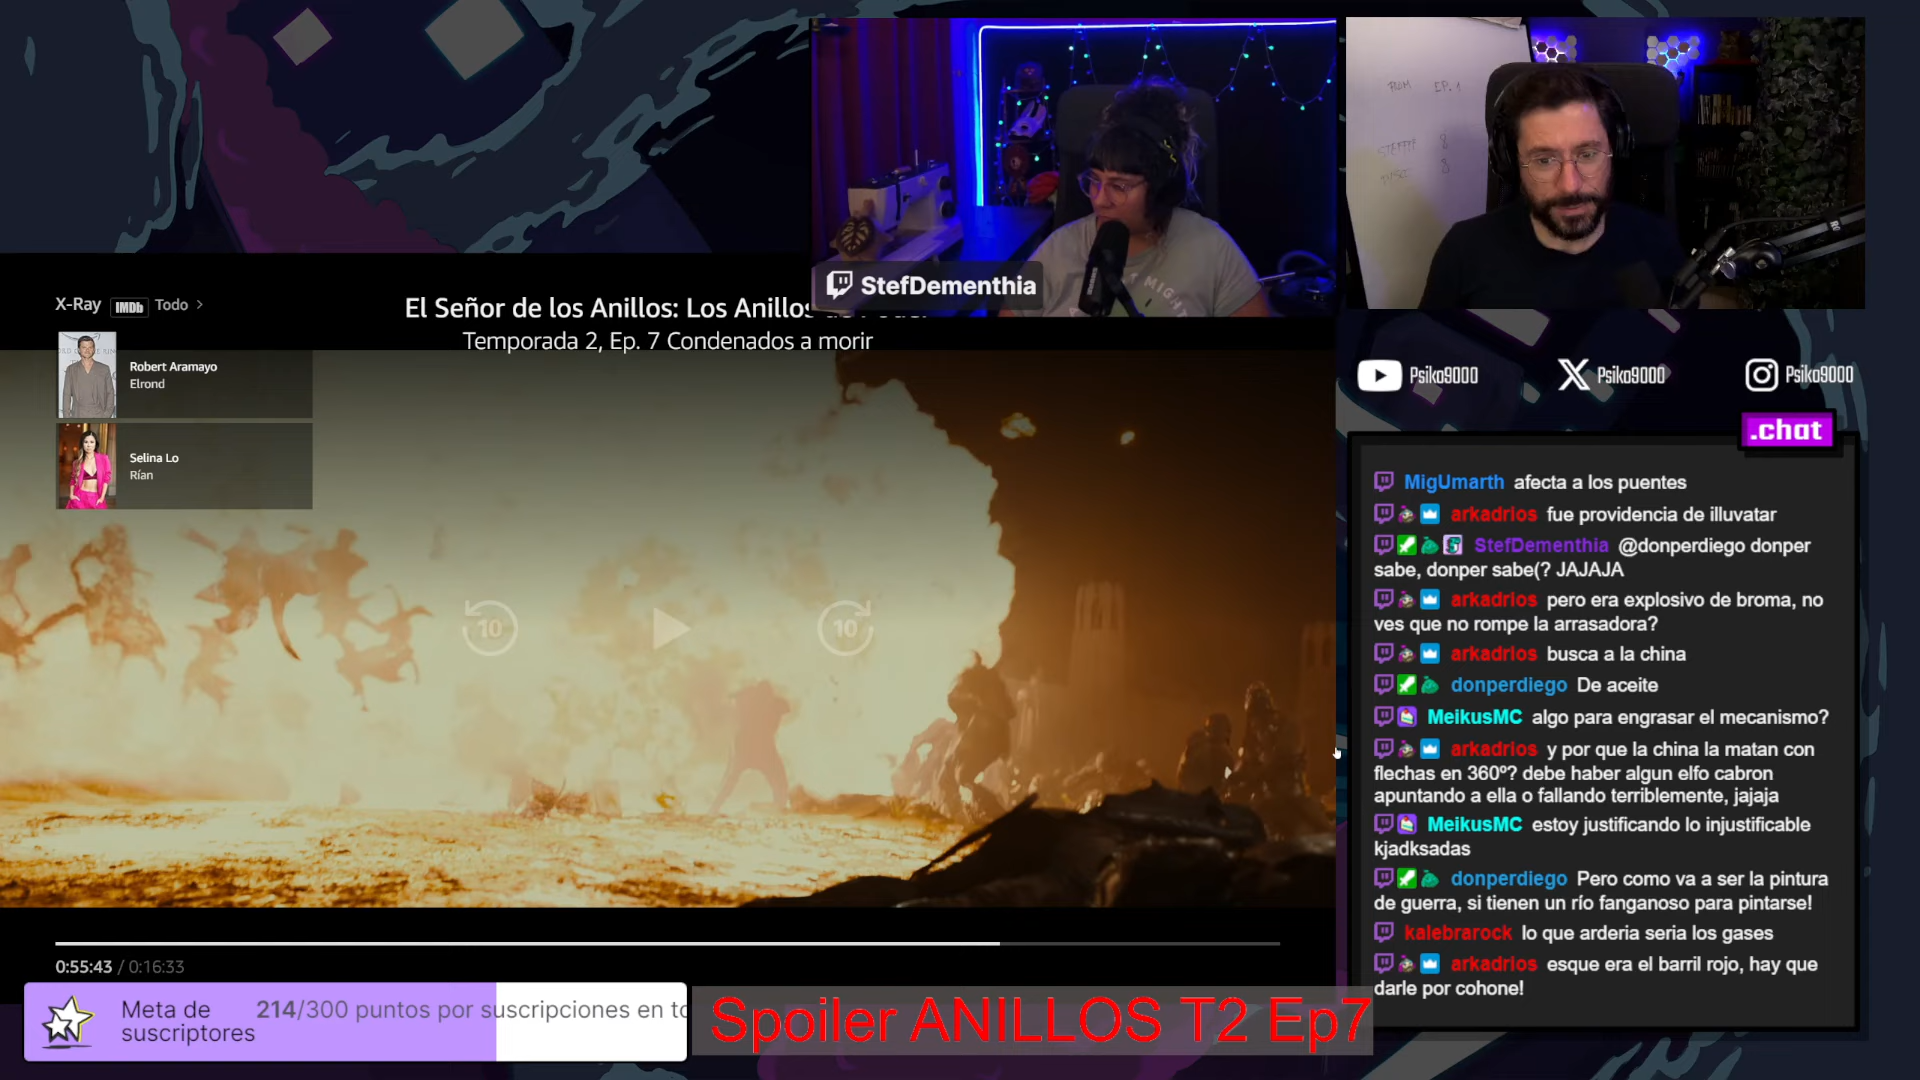 X-Ray IMDb Todo >
El Señor de los Anillos: Los Anillos de Poder
Temporada 2, Ep. 7 Condenados a morir
Robert Aramayo
Elrond
Selina Lo
Rían
10
10
0:55:43 / 0:16:33
Meta de suscriptores
214/300 puntos por suscripciones en to
Spoiler ANILLOS T2 Ep7
StefDementhia
EP. 1
8
8
Psiko9000
Psiko9000
Psiko9000
.chat
MigUmarth afecta a los puentes
arkadrios fue providencia de illuvatar
StefDementhia @donperdiego donper
sabe, donper sabe(? JAJAJA
arkadrios pero era explosivo de broma, no
ves que no rompe la arrasadora?
arkadrios busca a la china
donperdiego De aceite
MeikusMC algo para engrasar el mecanismo?
arkadrios y por que la china la matan con
flechas en 360º? debe haber algun elfo cabron
apuntando a ella o fallando terriblemente, jajaja
MeikusMC estoy justificando lo injustificable
kjadksadas
donperdiego Pero como va a ser la pintura
de guerra, si tienen un río fanganoso para pintarse!
kalebrarock lo que arderia seria los gases
arkadrios esque era el barril rojo, hay que
darle por cohone!